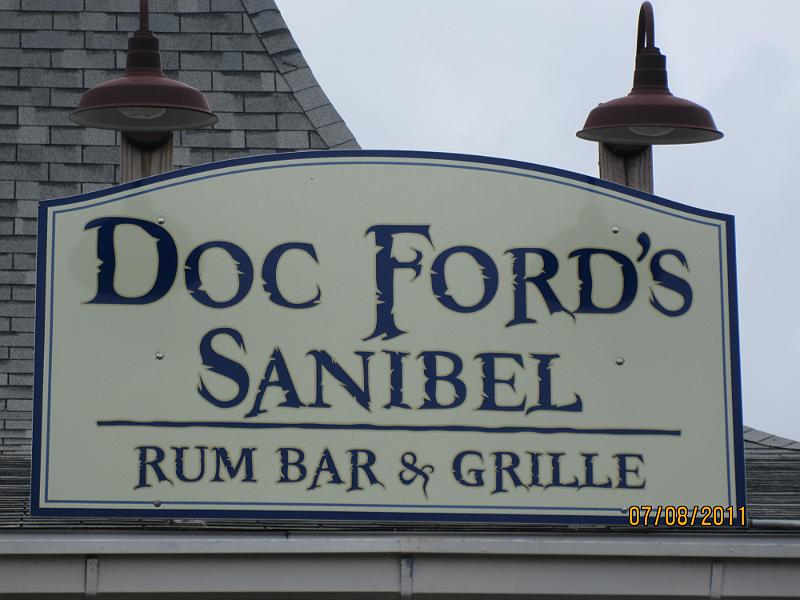 Doc Ford's
Sanibel
Rum Bar & Grille
07/08/2011